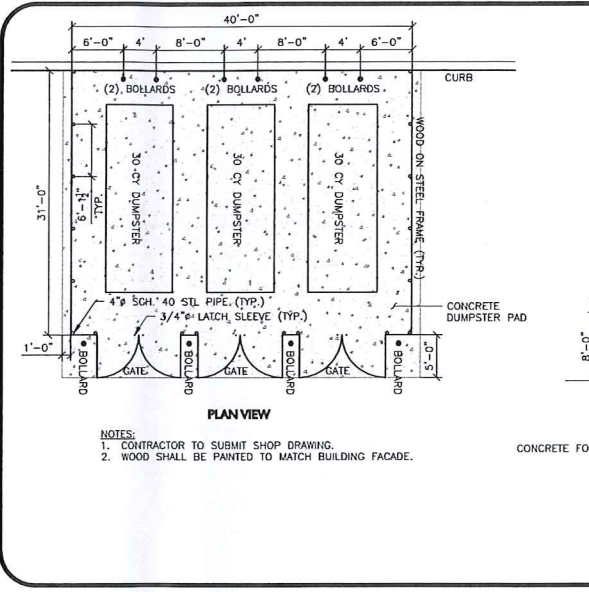 40'-0"
6'-0" 4' 8'-0" 4' 8'-0" 4' 6'-0"
CURB
(2) BOLLARDS (2) BOLLARDS (2) BOLLARDS
WOOD ON STEEL FRAME (TYP.)
31'-0"
6'-1½"
TYP.
30-CY DUMPSTER
30-CY DUMPSTER
30-CY DUMPSTER
4"ø SCH. 40 STL PIPE (TYP.)
3/4"ø LATCH SLEEVE (TYP.)
CONCRETE
DUMPSTER PAD
1'-0"
BOLLARD
GATE
BOLLARD
GATE
BOLLARD
GATE
BOLLARD
5'-0"
8'-0"
PLAN VIEW
NOTES:
1. CONTRACTOR TO SUBMIT SHOP DRAWING.
2. WOOD SHALL BE PAINTED TO MATCH BUILDING FACADE.
CONCRETE FO